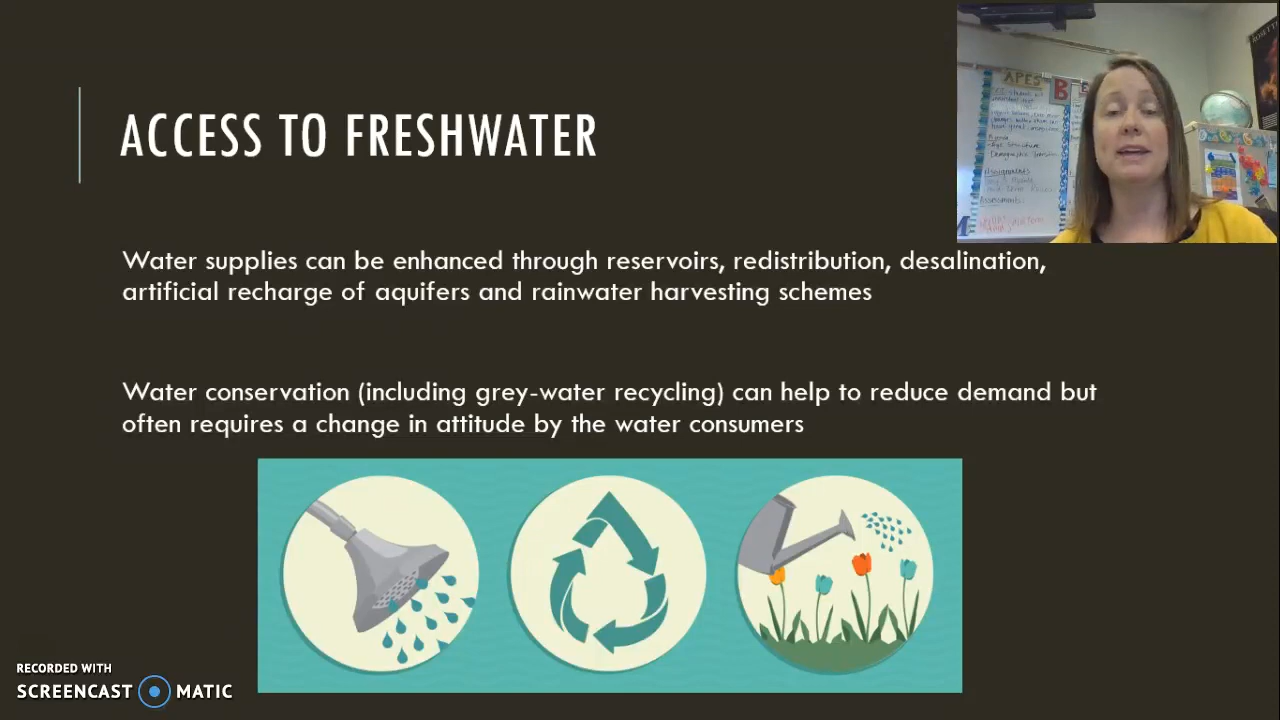 ACCESS TO FRESHWATER
APES
Water supplies can be enhanced through reservoirs, redistribution, desalination,
artificial recharge of aquifers and rainwater harvesting schemes
Water conservation (including grey-water recycling) can help to reduce demand but
often requires a change in attitude by the water consumers
RECORDED WITH
SCREENCAST MATIC